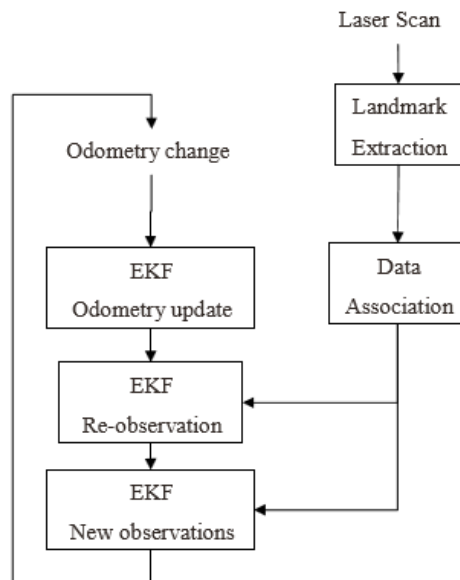 Laser Scan
Landmark
Extraction
Odometry change
EKF
Odometry update
Data
Association
EKF
Re-observation
EKF
New observations